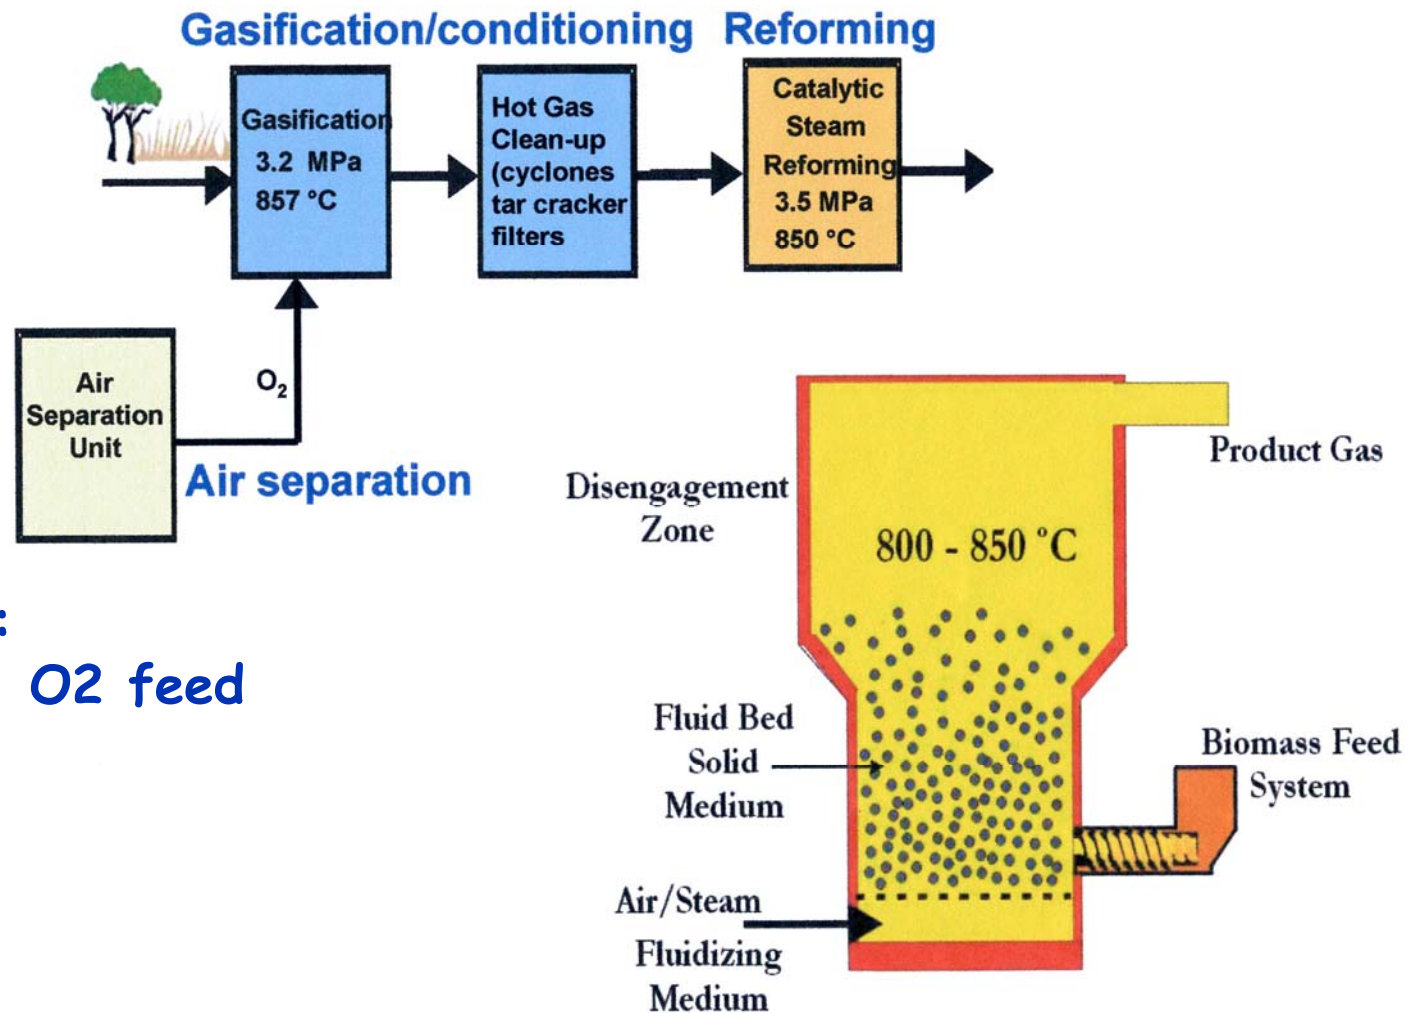 Gasification/conditioning Reforming
Gasification
3.2 MPa
857 °C
Hot Gas
Clean-up
(cyclones
tar cracker
filters
Catalytic
Steam
Reforming
3.5 MPa
850 °C
Air
Separation
Unit
O₂
Air separation
:
O2 feed
Product Gas
Disengagement
Zone
800 - 850 °C
Fluid Bed
Solid
Medium
Biomass Feed
System
Air/Steam
Fluidizing
Medium